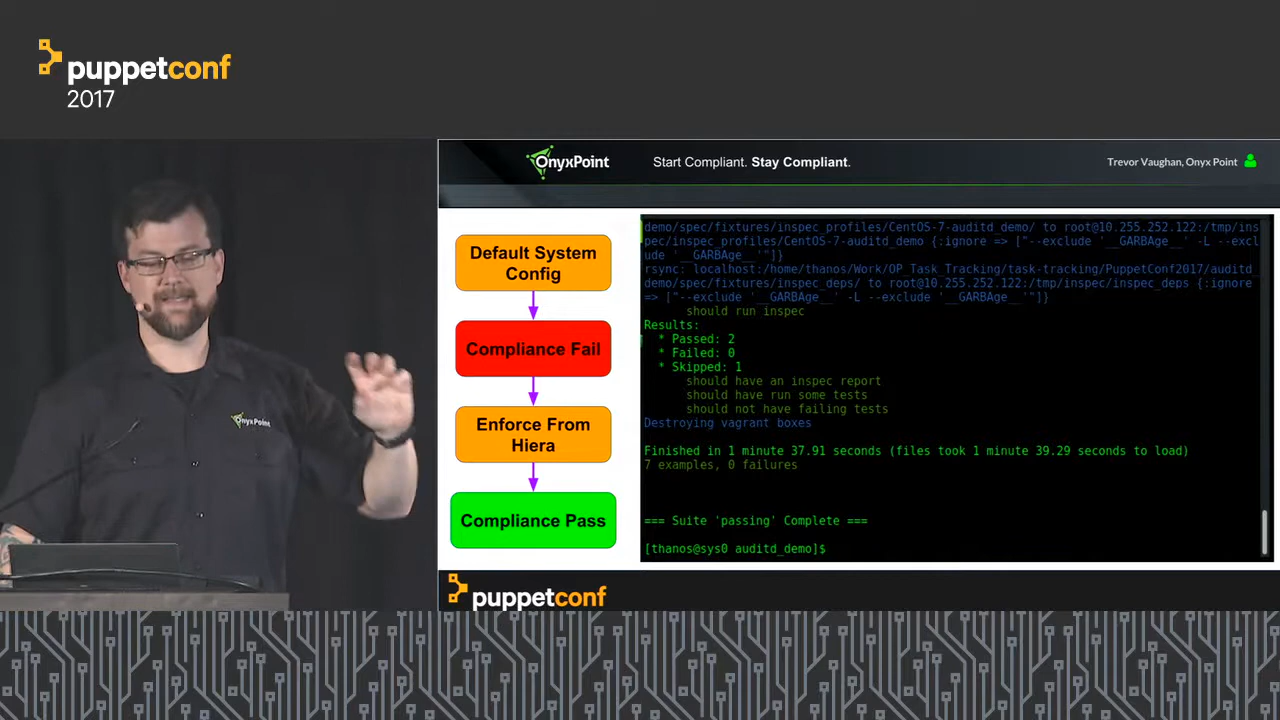 puppetconf
2017
OnyxPoint
Start Compliant. Stay Compliant.
Trevor Vaughan, Onyx Point
Default System
Config
Compliance Fail
Enforce From
Hiera
Compliance Pass
demo/spec/fixtures/inspec_profiles/CentOS-7-auditd_demo/ to root@10.255.252.122:/tmp/ins
pec/inspec_profiles/CentOS-7-auditd_demo {:ignore => ["--exclude '__GARBAge__' -L --excl
ude '__GARBAge__'"]}
rsync: localhost:/home/thanos/Work/OP_Task_Tracking/task-tracking/PuppetConf2017/auditd_
demo/spec/fixtures/inspec_deps/ to root@10.255.252.122:/tmp/inspec/inspec_deps {:ignore
=> ["--exclude '__GARBAge__' -L --exclude '__GARBAge__'"]}
should run inspec
Results:
* Passed: 2
* Failed: 0
* Skipped: 1
should have an inspec report
should have run some tests
should not have failing tests
Destroying vagrant boxes
Finished in 1 minute 37.91 seconds (files took 1 minute 39.29 seconds to load)
7 examples, 0 failures
=== Suite 'passing' Complete ===
[thanos@sys0 auditd_demo]$
OnyxPoint
puppetconf